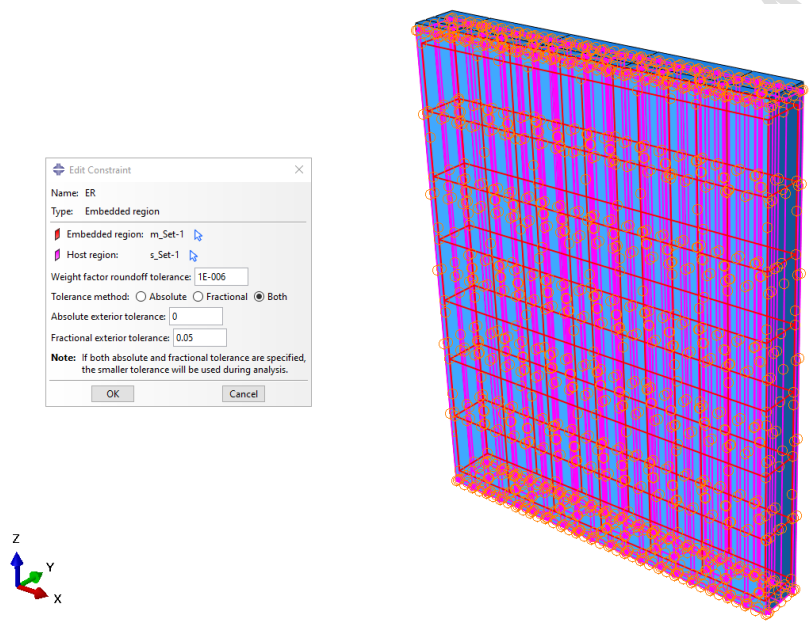 Edit Constraint
Name: ER
Type: Embedded region
Embedded region: m_Set-1
Host region: s_Set-1
Weight factor roundoff tolerance: 1E-006
Tolerance method: Absolute Fractional Both
Absolute exterior tolerance: 0
Fractional exterior tolerance: 0.05
Note: If both absolute and fractional tolerance are specified,
the smaller tolerance will be used during analysis.
OK Cancel
Z
Y
X